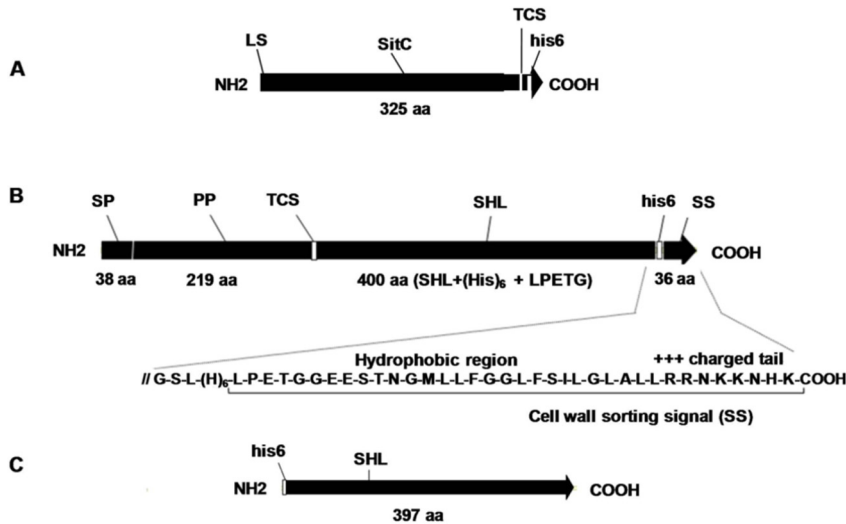 A
LS
SitC
TCS
his6
NH2
COOH
325 aa
B
SP
PP
TCS
SHL
his6
SS
NH2
COOH
38 aa
219 aa
400 aa (SHL+(His)₆ + LPETG)
36 aa
Hydrophobic region
+++ charged tail
// G-S-L-(H)₆-L-P-E-T-G-G-E-E-S-T-N-G-M-L-L-F-G-G-L-F-S-I-L-G-L-A-L-L-R-R-N-K-K-N-H-K-COOH
Cell wall sorting signal (SS)
C
his6
SHL
NH2
COOH
397 aa